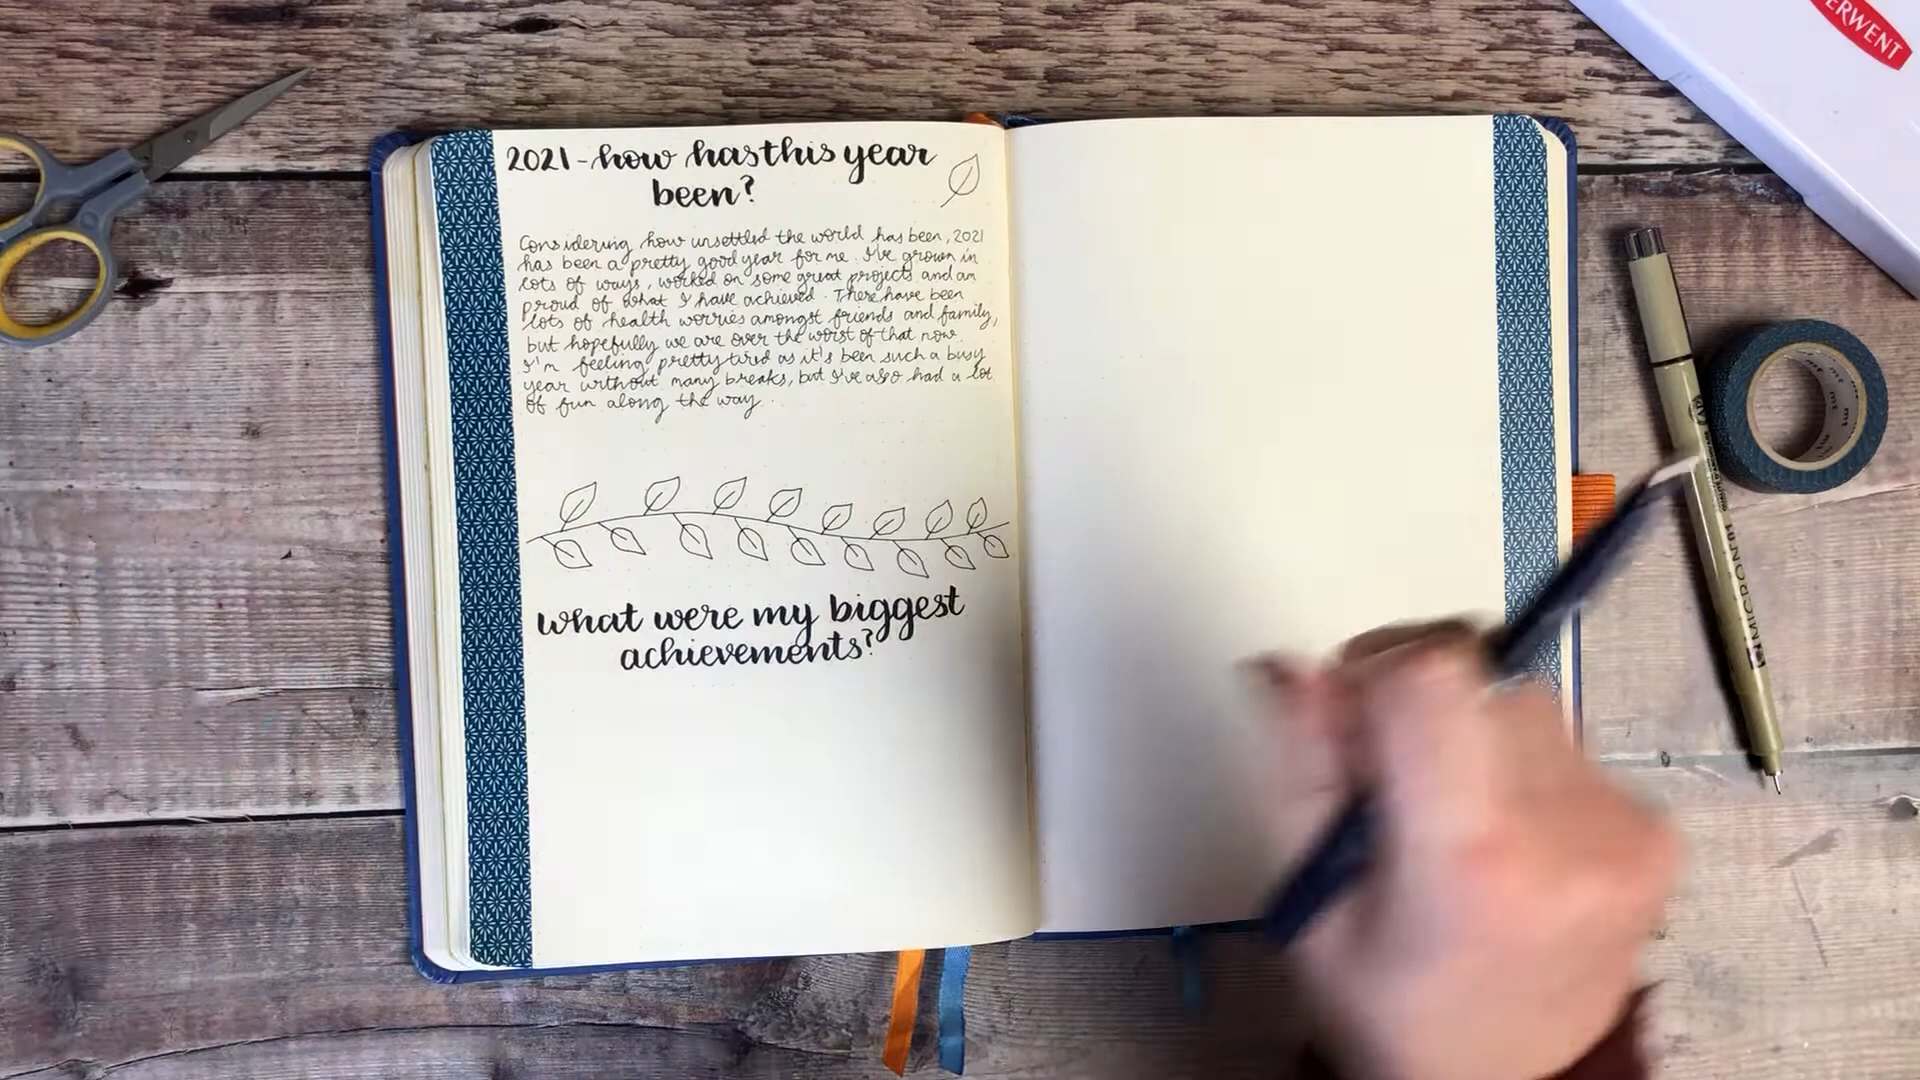 2021 - how has this year
been?
Considering how unsettled the world has been, 2021
has been a pretty good year for me. I've grown in
lots of ways, worked on some great projects and am
proud of what I have achieved. There have been
lots of health worries amongst friends and family,
but hopefully we are over the worst of that now.
I'm feeling pretty tired as it's been such a busy
year without many breaks, but I've also had a lot
of fun along the way.
what were my biggest
achievements?
ERWENT
MICRON 01